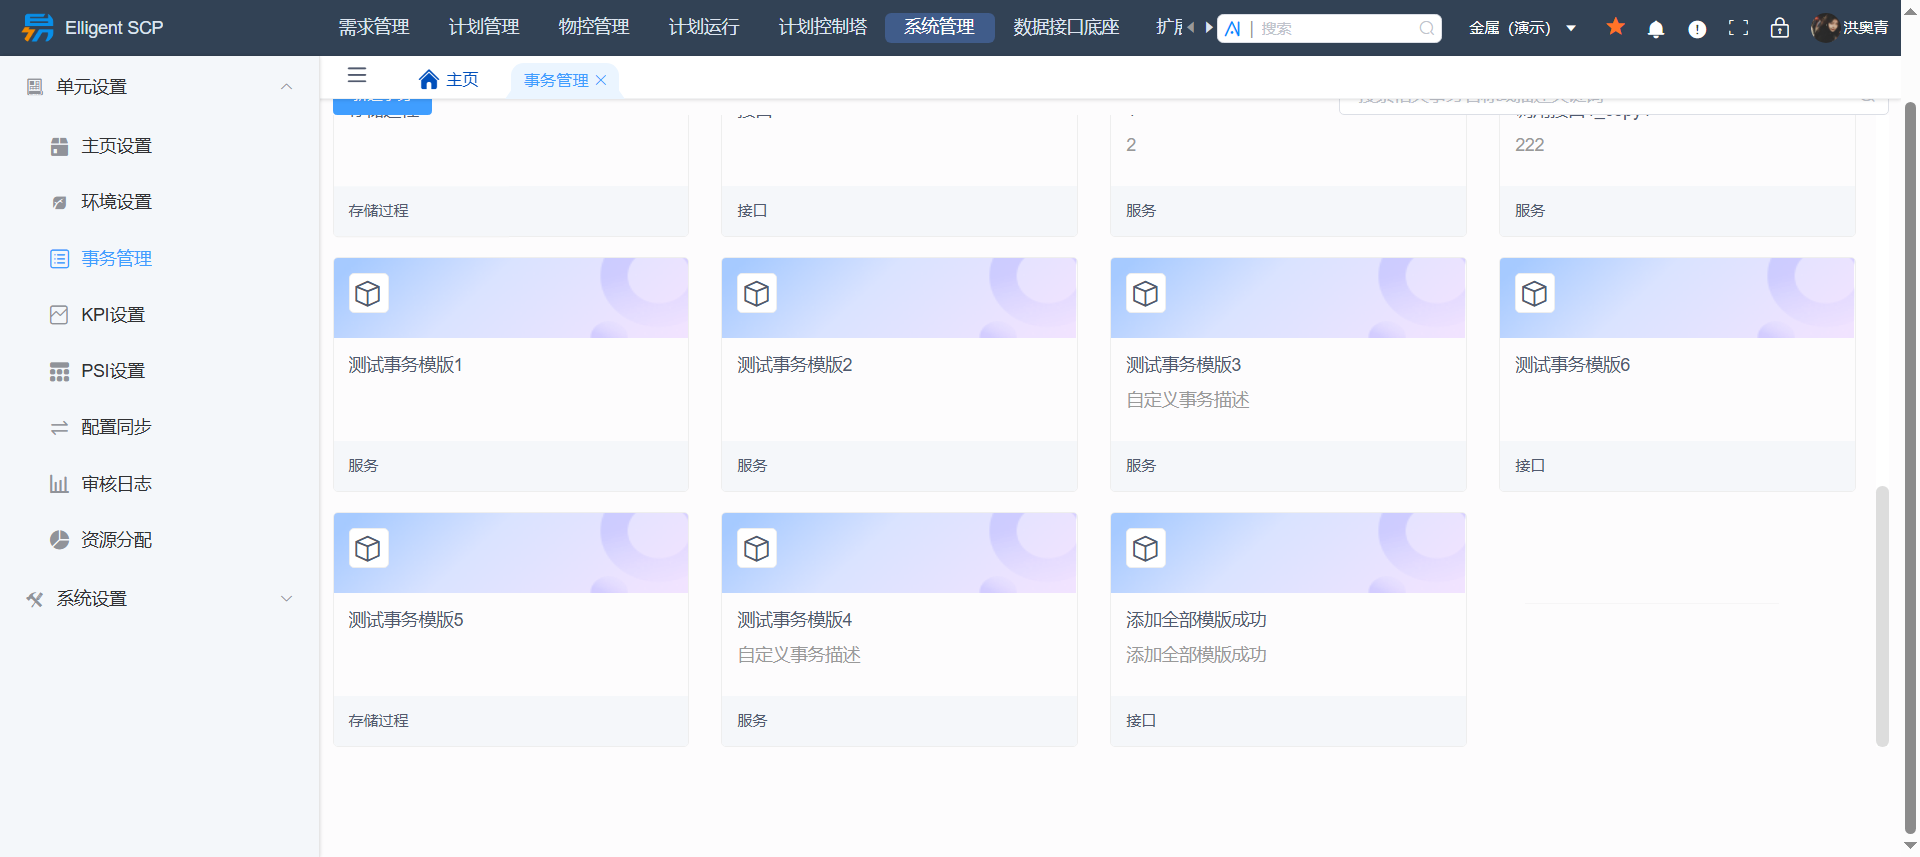 Elligent SCP
需求管理
计划管理
物控管理
计划运行
计划控制塔
系统管理
数据接口底座
搜索
金属（演示）
洪奥青
单元设置
主页设置
环境设置
事务管理
KPI设置
PSI设置
配置同步
审核日志
资源分配
系统设置
主页
事务管理
2
222
存储过程
接口
服务
服务
测试事务模版1
服务
测试事务模版2
服务
测试事务模版3
自定义事务描述
服务
测试事务模版6
接口
测试事务模版5
存储过程
测试事务模版4
自定义事务描述
服务
添加全部模版成功
添加全部模版成功
接口